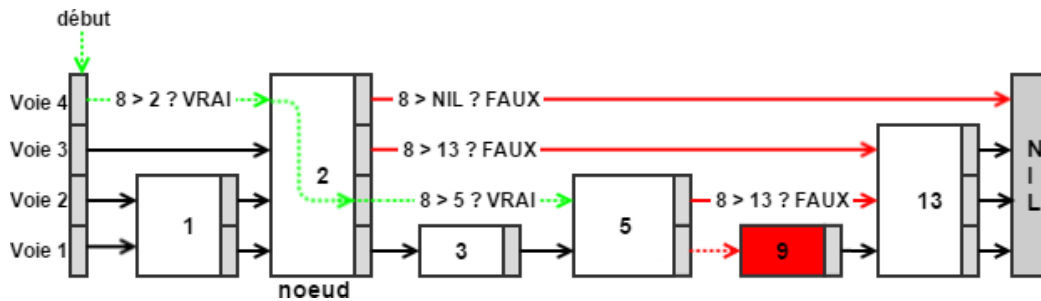 début
Voie 4
8 > 2 ? VRAI
8 > NIL ? FAUX
Voie 3
8 > 13 ? FAUX
2
N
I
L
Voie 2
1
8 > 5 ? VRAI
5
8 > 13 ? FAUX
13
Voie 1
3
9
noeud